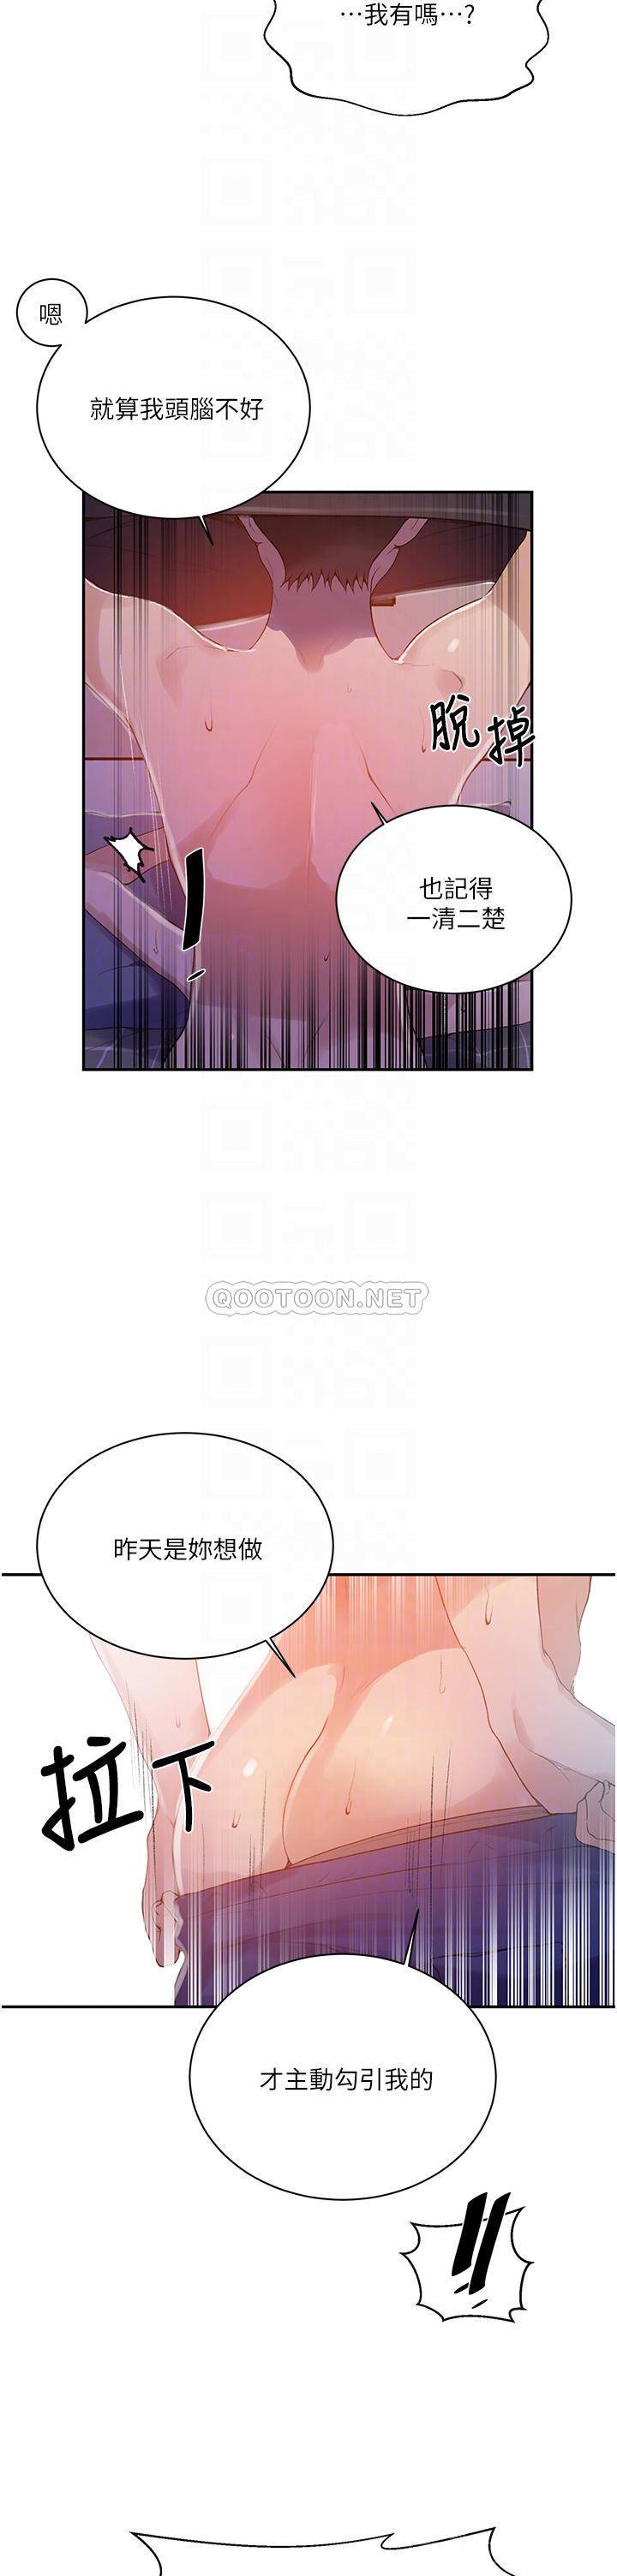 …我有嗎…?
嗯
就算我頭腦不好
脫掉
!
也記得
一清二楚
QOOTOON.NET
昨天是妳想做
拉下
才主動勾引我的
!!